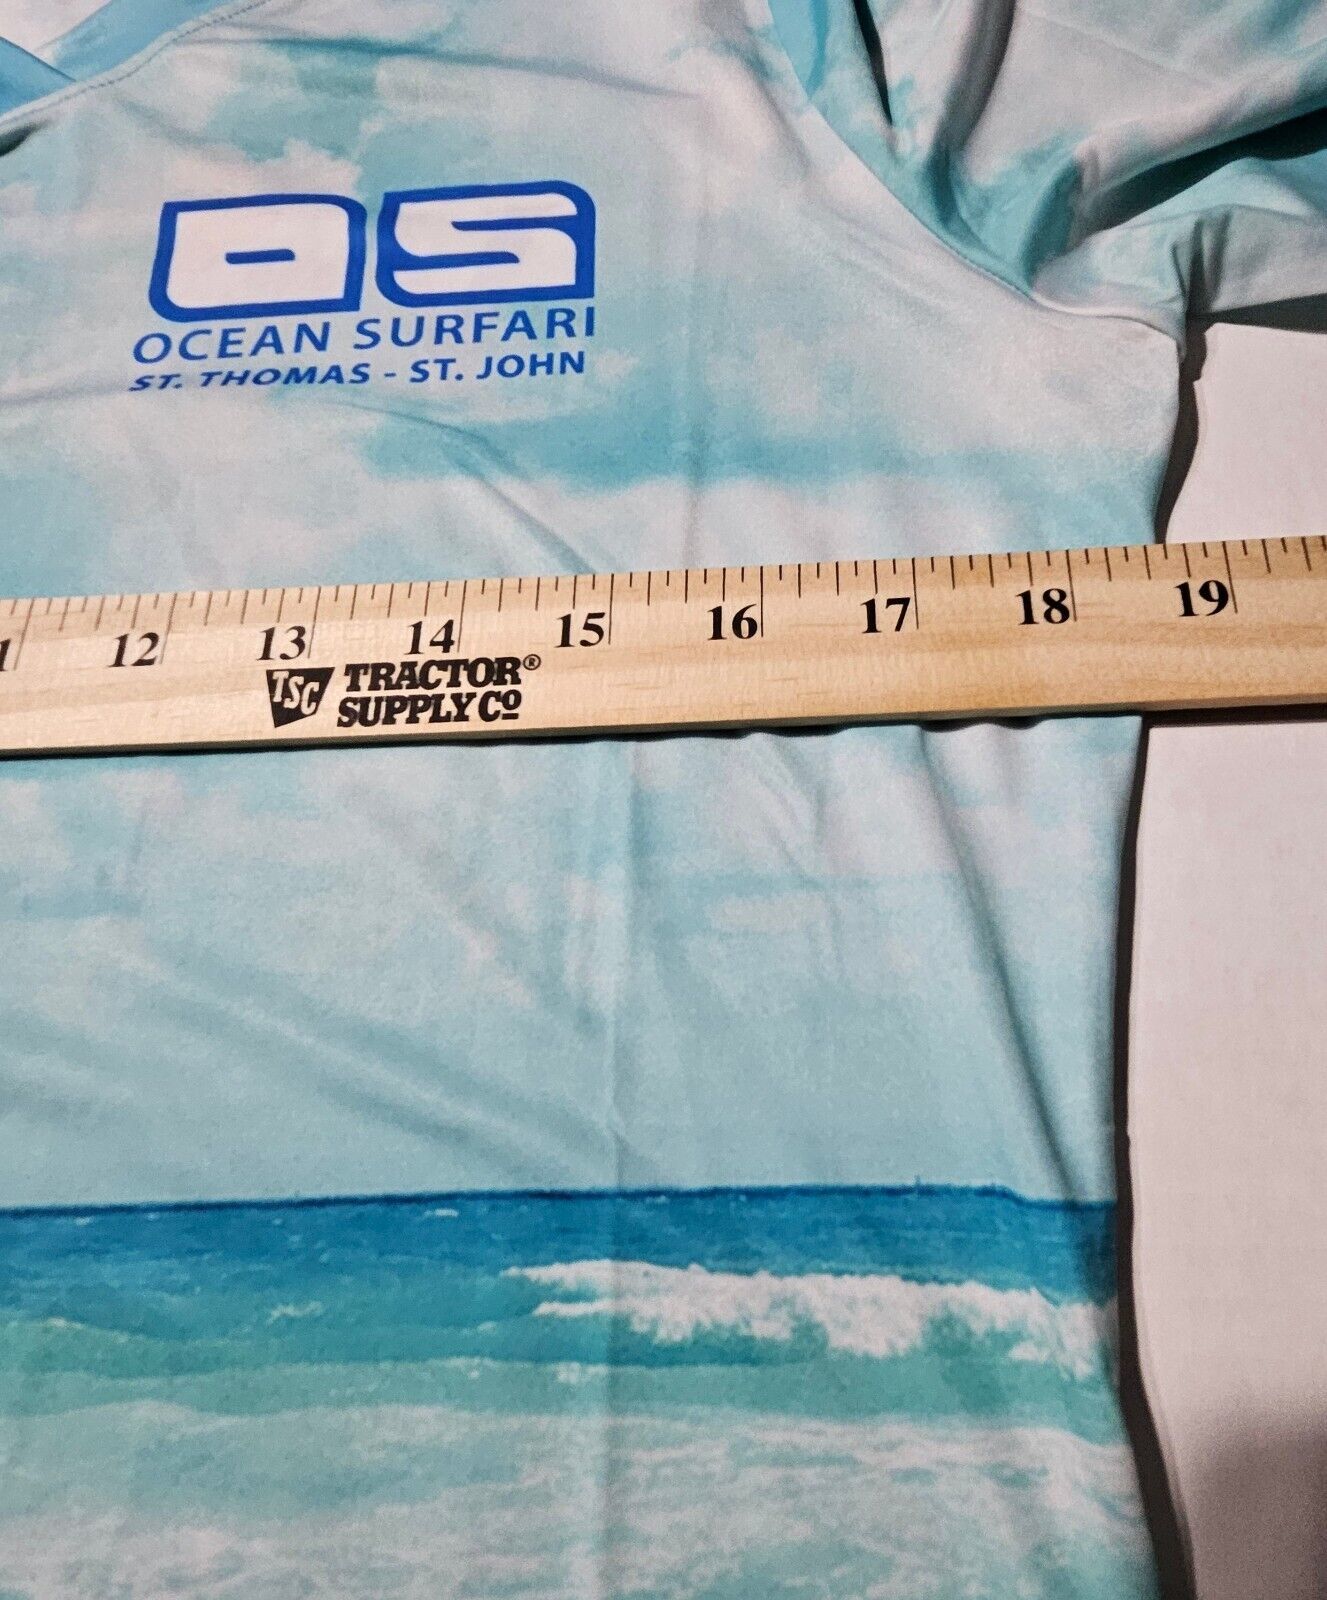 OS
OCEAN SURFARI
ST. THOMAS - ST. JOHN
12 13 14 15 16 17 18 19
TSC TRACTOR®
SUPPLY CO